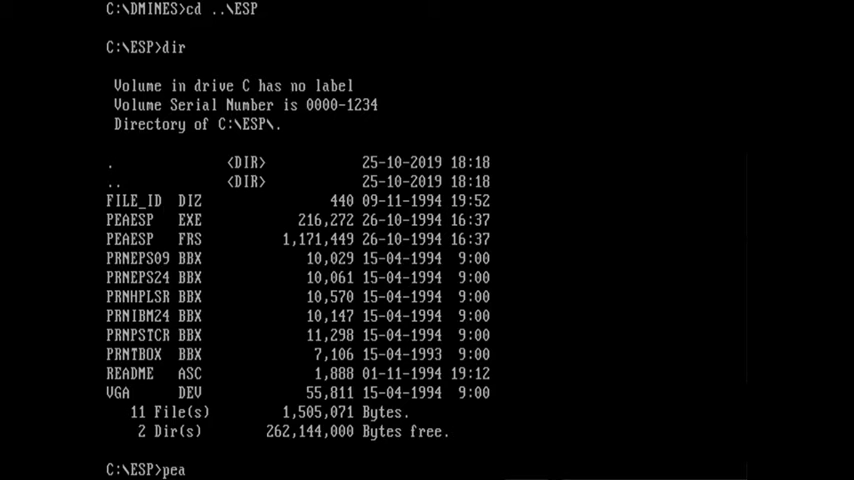 C:\DMINES>cd ..\ESP
C:\ESP>dir
Volume in drive C has no label
Volume Serial Number is 0000-1234
Directory of C:\ESP\.
. <DIR> 25-10-2019 18:18
.. <DIR> 25-10-2019 18:18
FILE_ID DIZ 440 09-11-1994 19:52
PEAESP EXE 216,272 26-10-1994 16:37
PEAESP FRS 1,171,449 26-10-1994 16:37
PRNEPS09 BBX 10,029 15-04-1994 9:00
PRNEPS24 BBX 10,061 15-04-1994 9:00
PRNHPLSR BBX 10,570 15-04-1994 9:00
PRNIBM24 BBX 10,147 15-04-1994 9:00
PRNPSTCR BBX 11,298 15-04-1994 9:00
PRNTBOX BBX 7,106 15-04-1993 9:00
README ASC 1,888 01-11-1994 19:12
VGA DEV 55,811 15-04-1994 9:00
11 File(s) 1,505,071 Bytes.
2 Dir(s) 262,144,000 Bytes free.
C:\ESP>pea